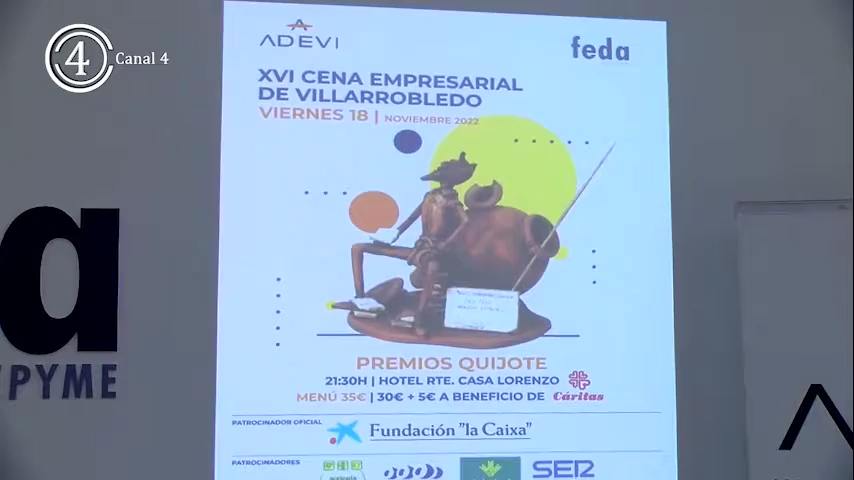 4 Canal 4
ADEVI
feda
XVI CENA EMPRESARIAL
DE VILLARROBLEDO
VIERNES 18 | NOVIEMBRE 2022
a
PYME
PREMIOS QUIJOTE
21:30H | HOTEL RTE. CASA LORENZO
MENÚ 35€ | 30€ + 5€ A BENEFICIO DE Cáritas
PATROCINADOR OFICIAL
Fundación "la Caixa"
PATROCINADORES
SER